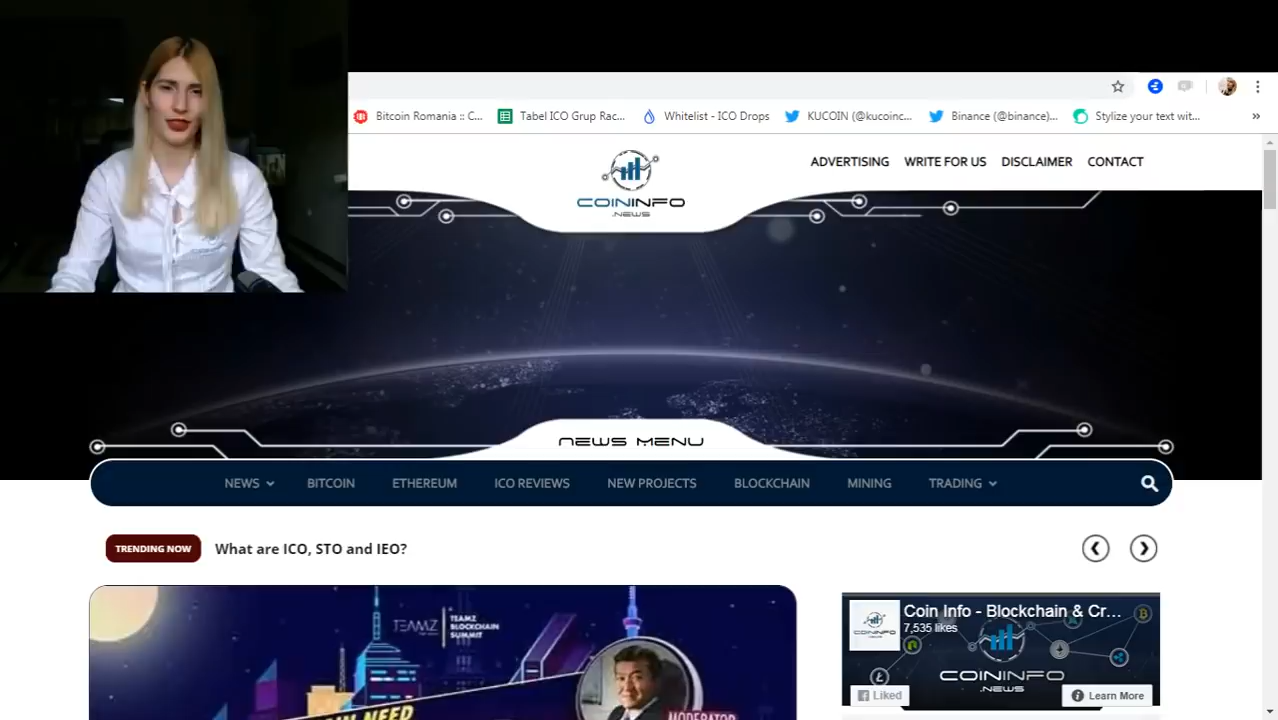 Bitcoin Romania :: C...
Tabel ICO Grup Rac...
Whitelist - ICO Drops
KUCOIN (@kucoinc...
Binance (@binance)...
Stylize your text wit...
»
COININFO
.NEWS
ADVERTISING
WRITE FOR US
DISCLAIMER
CONTACT
NEWS MENU
NEWS
BITCOIN
ETHEREUM
ICO REVIEWS
NEW PROJECTS
BLOCKCHAIN
MINING
TRADING
TRENDING NOW
What are ICO, STO and IEO?
TEAMZ
TEAMZ
BLOCKCHAIN
SUMMIT
NEED
MODERATOR
Coin Info - Blockchain & Cr...
7,535 likes
COININFO
COININFO
.NEWS
Liked
Learn More